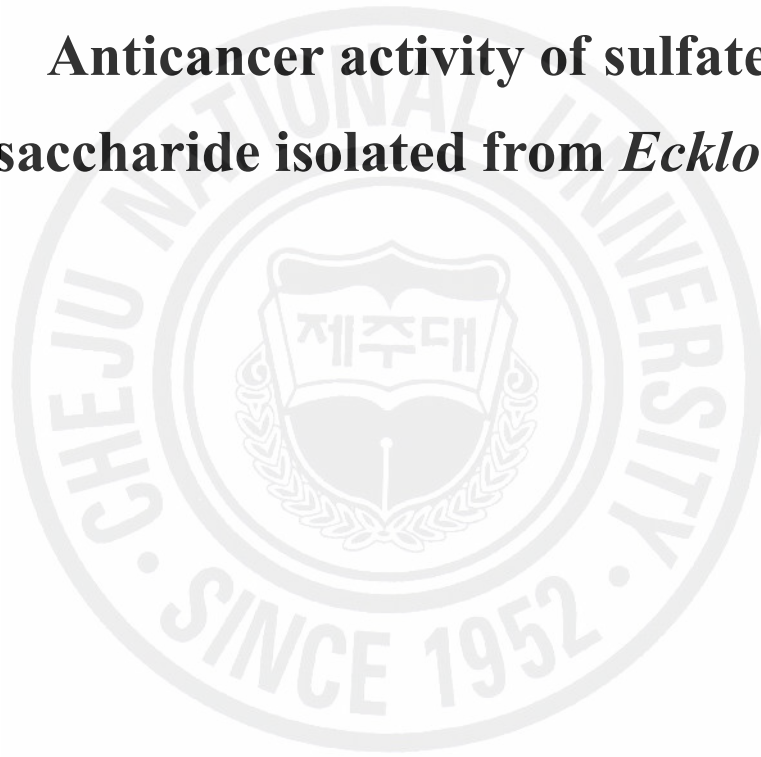 Anticancer activity of sulfate
saccharide isolated from Ecklo
CHEJU NATIONAL UNIVERSITY
제주대
· SINCE 1952 ·